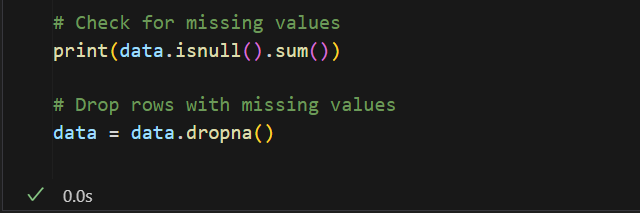 # Check for missing values
print(data.isnull().sum())
# Drop rows with missing values
data = data.dropna()
0.0s